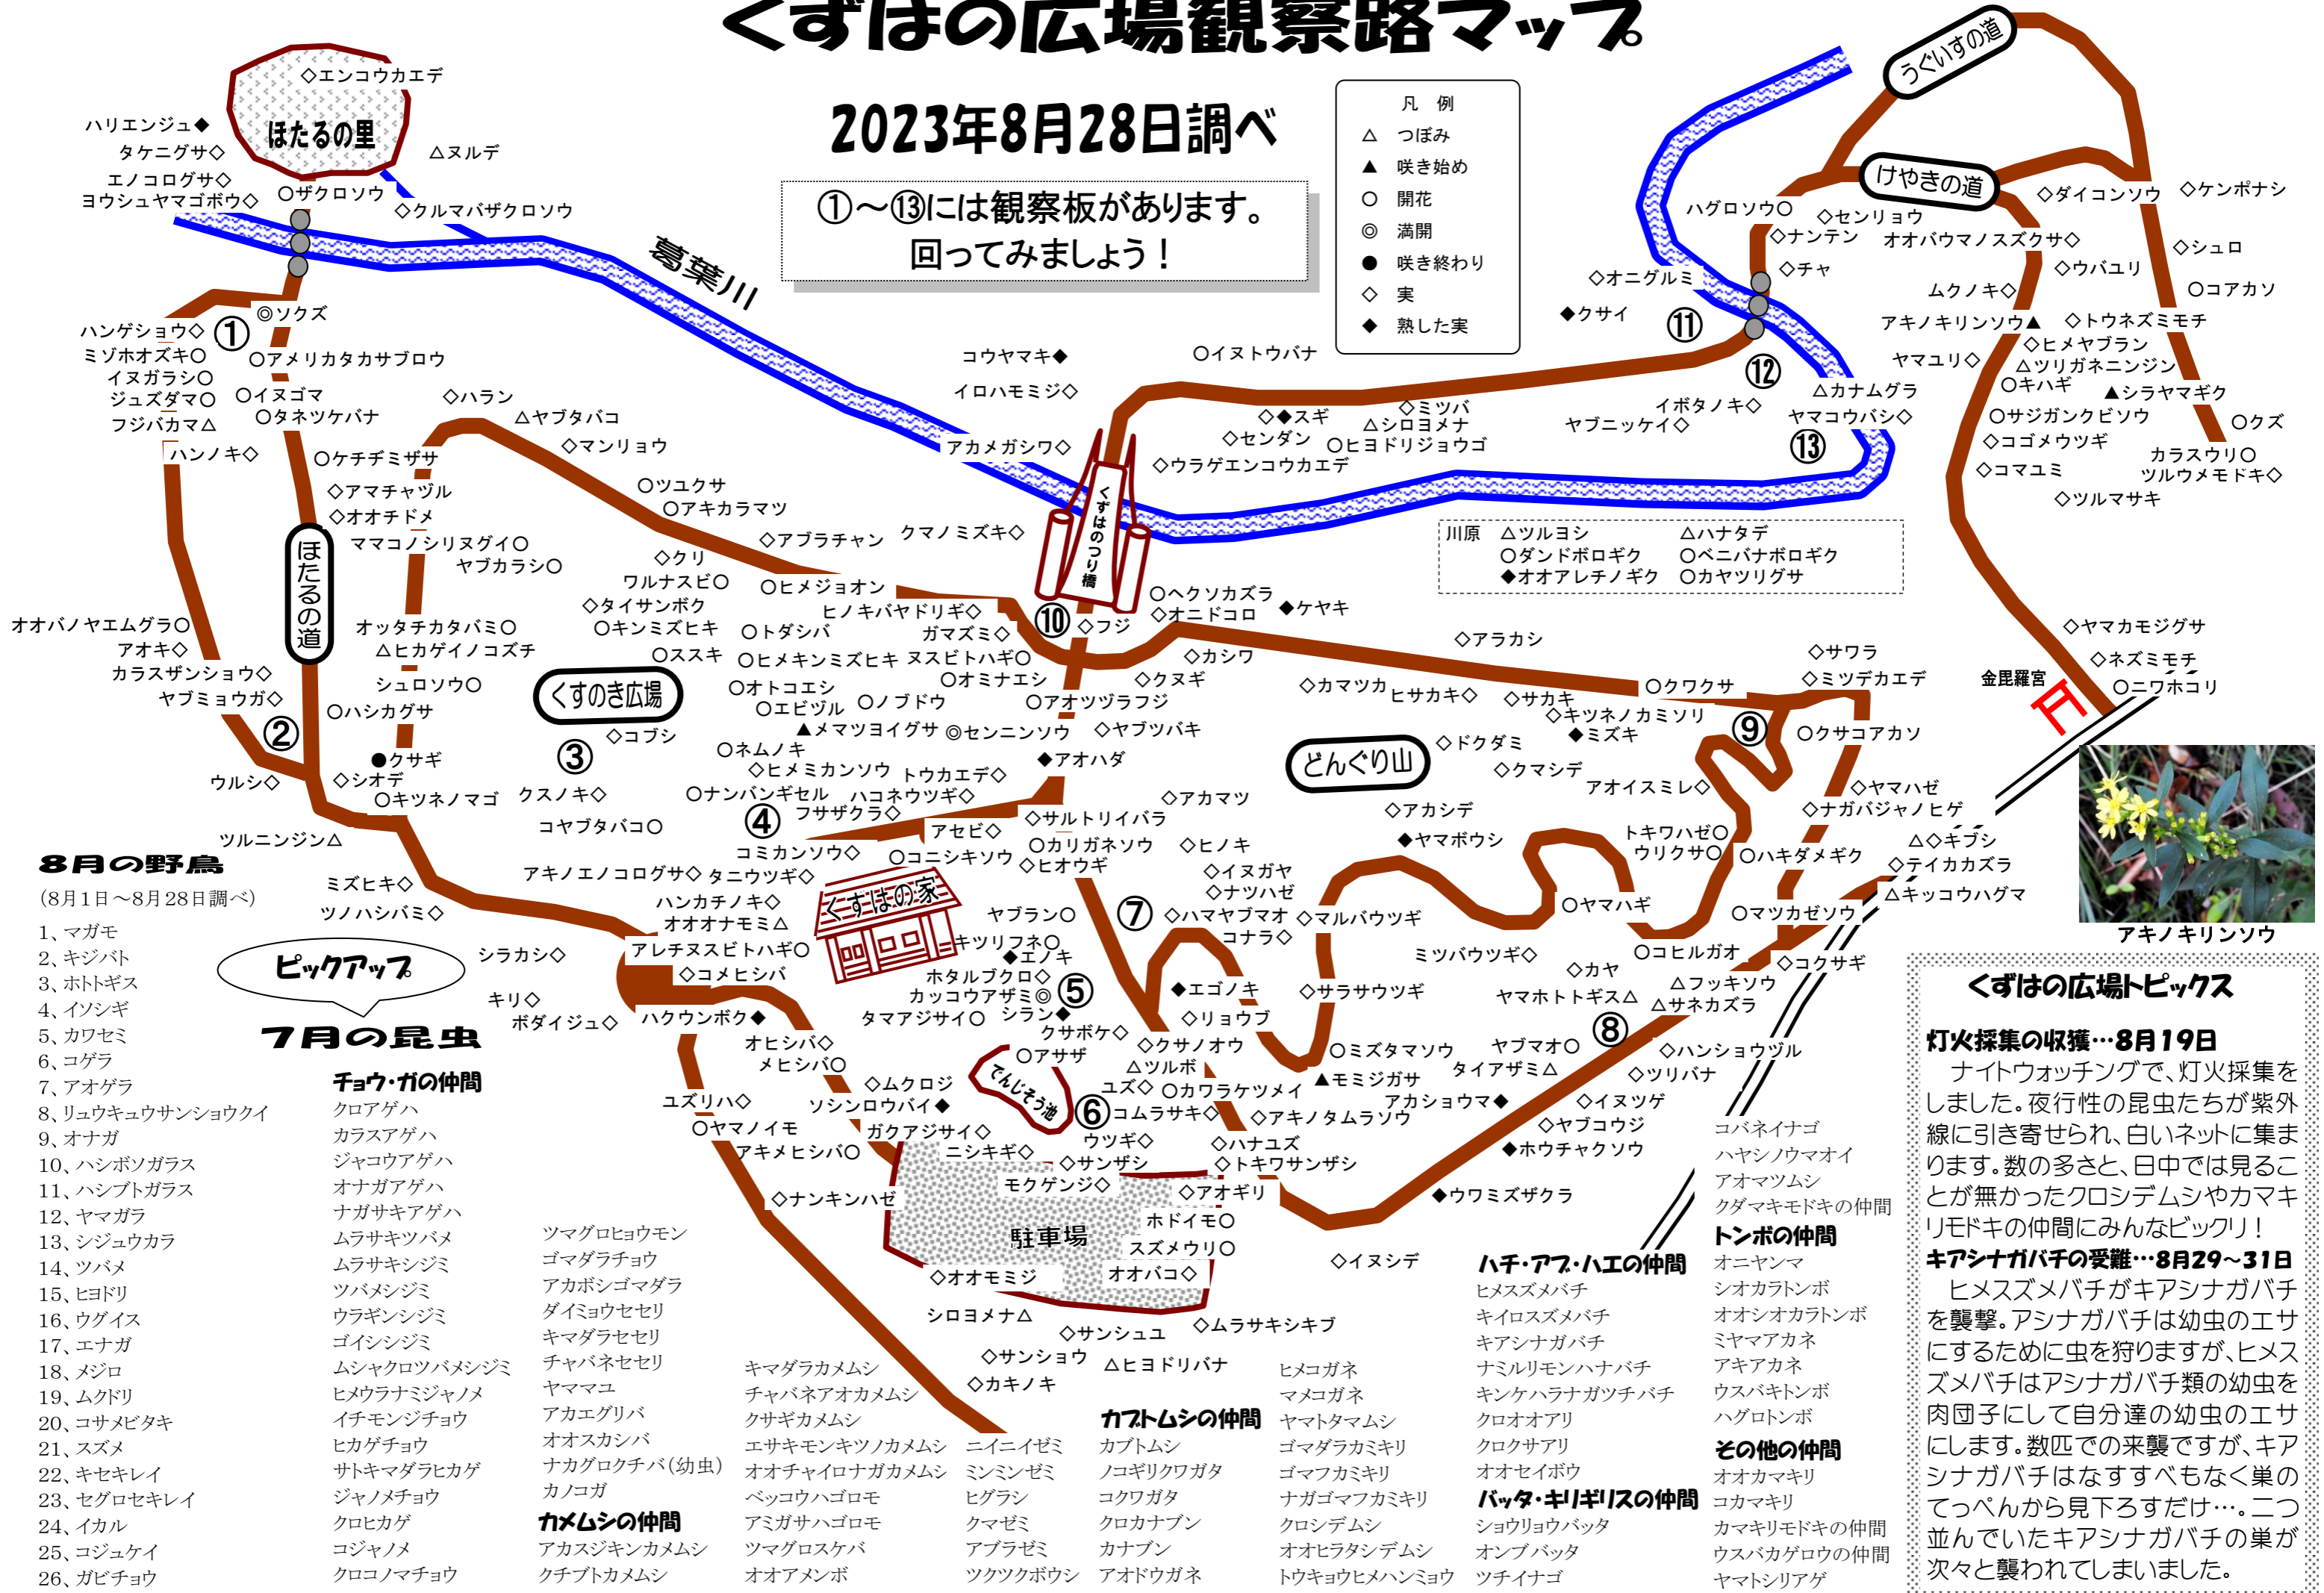 くずはの広場観察路マップ
2023年8月28日調べ
①～⑬には観察板があります。
回ってみましょう！
凡 例
△ つぼみ
▲ 咲き始め
○ 開花
◎ 満開
● 咲き終わり
◇ 実
◆ 熟した実
うぐいすの道
けやきの道
◇エンコウカエデ
ほたるの里
ハリエンジュ◆
タケニグサ◇
エノコログサ◇
ヨウシュヤマゴボウ◇
△ヌルデ
○ザクロソウ
◇クルマバザクロソウ
葛葉川
◎ソクズ
①
ハンゲショウ◇
ミゾホオズキ○
イヌガラシ○
ジュズダマ○
フジバカマ△
ハンノキ◇
○アメリカタカサブロウ
○イヌゴマ
○タネツケバナ
◇ハラン
△ヤブタバコ
◇マンリョウ
○ケチヂミザサ
◇アマチャヅル
◇オオチドメ
ママコノシリヌグイ○
ヤブカラシ○
ほたるの道
オオバノヤエムグラ○
アオキ◇
カラスザンショウ◇
ヤブミョウガ◇
②
ウルシ◇
オッタチカタバミ○
△ヒカゲイノコズチ
シュロソウ○
○ハシカグサ
●クサギ
◇シオデ
○キツネノマゴ
ツルニンジン△
ミズヒキ◇
ツノハシバミ◇
シラカシ◇
キリ◇
ボダイジュ◇
○ツユクサ
○アキカラマツ
◇アブラチャン
クマノミズキ◇
◇クリ
ワルナスビ○
○ヒメジョオン
◇タイサンボク
ヒノキバヤドリギ◇
○キンミズヒキ
○トダシバ
ガマズミ◇
○ススキ
○ヒメキンミズヒキ
ヌスビトハギ○
くすのき広場
○オトコエシ
○オミナエシ
○エビヅル
○ノブドウ
○アオツヅラフジ
▲メマツヨイグサ
◎センニンソウ
◇ヤブツバキ
③
◇コブシ
○ネムノキ
◆アオハダ
◇ヒメミカンソウ
トウカエデ◇
クスノキ◇
○ナンバンギセル
ハコネウツギ◇
フサザクラ◇
コヤブタバコ○
④
アセビ◇
◇サルトリイバラ
コミカンソウ◇
○コニシキソウ
○カリガネソウ
◇ヒオウギ
アキノエノコログサ◇
タニウツギ◇
ハンカチノキ◇
オオオナモミ△
アレチヌスビトハギ○
◇コメヒシバ
くずはの家
ヤブラン○
キツリフネ○
◆エノキ
ホタルブクロ◇
カッコウアザミ◎
⑤
シラン◆
タマアジサイ○
クサボケ◇
ハクウンボク◆
オヒシバ◇
メヒシバ○
○アサザ
でんじそう池
◇ムクロジ
ユズリハ◇
ソシンロウバイ◆
○ヤマノイモ
ガクアジサイ◇
アキメヒシバ○
ニシキギ◇
⑥
△ツルボ
ユズ◇
○カワラケツメイ
コムラサキ◇
ウツギ◇
◇サンザシ
モクゲンジ◇
◇ナンキンハゼ
◇アオギリ
ホドイモ○
駐車場
スズメウリ○
オオバコ◇
◇オオモミジ
シロヨメナ△
◇サンシュユ
◇ムラサキシキブ
◇サンショウ
△ヒヨドリバナ
◇カキノキ
◇イヌシデ
コウヤマキ◆
イロハモミジ◇
アカメガシワ◇
○イヌトウバナ
◇◆スギ
◇ミツバ
△シロヨメナ
◇センダン
○ヒヨドリジョウゴ
◇ウラゲエンコウカエデ
くずはのつり橋
⑩
◇フジ
○ヘクソカズラ
◇オニドコロ
◆ケヤキ
◇カシワ
◇クヌギ
ハグロソウ○
◇センリョウ
◇ナンテン
◇チャ
◇オニグルミ
◆クサイ
⑪
⑫
イボタノキ◇
ヤブニッケイ◇
△カナムグラ
ヤマコウバシ◇
⑬
川原
△ツルヨシ
△ハナタデ
○ダンドボロギク
○ベニバナボロギク
◆オオアレチノギク
○カヤツリグサ
◇ダイコンソウ
◇ケンポナシ
オオバウマノスズクサ◇
◇シュロ
◇ウバユリ
ムクノキ◇
○コアカソ
アキノキリンソウ▲
◇トウネズミモチ
◇ヒメヤブラン
ヤマユリ◇
△ツリガネニンジン
○キハギ
▲シラヤマギク
○サジガンクビソウ
○クズ
◇コゴメウツギ
カラスウリ○
◇コマユミ
ツルウメモドキ◇
◇ツルマサキ
◇ヤマカモジグサ
◇ネズミモチ
○ニワホコリ
金毘羅宮
◇アラカシ
◇サワラ
◇ミツデカエデ
◇カマツカ
ヒサカキ◇
◇サカキ
○クワクサ
◇キツネノカミソリ
◆ミズキ
⑨
○クサコアカソ
どんぐり山
◇ドクダミ
◇クマシデ
アオイスミレ◇
◇ヤマハゼ
◇ナガバジャノヒゲ
◇アカマツ
◇アカシデ
◆ヤマボウシ
トキワハゼ○
ウリクサ○
○ハキダメギク
△◇キブシ
◇テイカカズラ
△キッコウハグマ
◇ヒノキ
◇イヌガヤ
◇ナツハゼ
⑦
◇ハマヤブマオ
コナラ◇
◇マルバウツギ
○ヤマハギ
○マツカゼソウ
ミツバウツギ◇
○コヒルガオ
◇コクサギ
◇カヤ
◆エゴノキ
◇サラサウツギ
ヤマホトトギス△
△フッキソウ
△サネカズラ
◇リョウブ
⑧
◇クサノオウ
○ミズタマソウ
ヤブマオ○
◇ハンショウヅル
▲モミジガサ
タイアザミ△
◇ツリバナ
アカショウマ◆
◇イヌツゲ
◇アキノタムラソウ
◇ヤブコウジ
◇ハナユズ
◆ホウチャクソウ
◇トキワサンザシ
◆ウワミズザクラ
アキノキリンソウ
8月の野鳥
(8月1日～8月28日調べ)
1、マガモ
2、キジバト
3、ホトトギス
4、イソシギ
5、カワセミ
6、コゲラ
7、アオゲラ
8、リュウキュウサンショウクイ
9、オナガ
10、ハシボソガラス
11、ハシブトガラス
12、ヤマガラ
13、シジュウカラ
14、ツバメ
15、ヒヨドリ
16、ウグイス
17、エナガ
18、メジロ
19、ムクドリ
20、コサメビタキ
21、スズメ
22、キセキレイ
23、セグロセキレイ
24、イカル
25、コジュケイ
26、ガビチョウ
ピックアップ
7月の昆虫
チョウ・ガの仲間
クロアゲハ
カラスアゲハ
ジャコウアゲハ
オナガアゲハ
ナガサキアゲハ
ムラサキツバメ
ムラサキシジミ
ツバメシジミ
ウラギンシジミ
ゴイシシジミ
ムシャクロツバメシジミ
ヒメウラナミジャノメ
イチモンジチョウ
ヒカゲチョウ
サトキマダラヒカゲ
ジャノメチョウ
クロヒカゲ
コジャノメ
クロコノマチョウ
ツマグロヒョウモン
ゴマダラチョウ
アカボシゴマダラ
ダイミョウセセリ
キマダラセセリ
チャバネセセリ
ヤママユ
アカエグリバ
オオスカシバ
ナカグロクチバ(幼虫)
カノコガ
カメムシの仲間
アカスジキンカメムシ
クチブトカメムシ
キマダラカメムシ
チャバネアオカメムシ
クサギカメムシ
エサキモンキツノカメムシ
オオチャイロナガカメムシ
ベッコウハゴロモ
アミガサハゴロモ
ツマグロスケバ
オオアメンボ
ニイニイゼミ
ミンミンゼミ
ヒグラシ
クマゼミ
アブラゼミ
ツクツクボウシ
カブトムシの仲間
カブトムシ
ノコギリクワガタ
コクワガタ
クロカナブン
カナブン
アオドウガネ
ヒメコガネ
マメコガネ
ヤマトタマムシ
ゴマダラカミキリ
ゴマフカミキリ
ナガゴマフカミキリ
クロシデムシ
オオヒラタシデムシ
トウキョウヒメハンミョウ
ハチ・アブ・ハエの仲間
ヒメスズメバチ
キイロスズメバチ
キアシナガバチ
ナミルリモンハナバチ
キンケハラナガツチバチ
クロオオアリ
クロクサアリ
オオセイボウ
バッタ・キリギリスの仲間
ショウリョウバッタ
オンブバッタ
ツチイナゴ
コバネイナゴ
ハヤシノウマオイ
アオマツムシ
クダマキモドキの仲間
トンボの仲間
オニヤンマ
シオカラトンボ
オオシオカラトンボ
ミヤマアカネ
アキアカネ
ウスバキトンボ
ハグロトンボ
その他の仲間
オオカマキリ
コカマキリ
カマキリモドキの仲間
ウスバカゲロウの仲間
ヤマトシリアゲ
くずはの広場トピックス
灯火採集の収獲…8月19日
ナイトウォッチングで、灯火採集を
しました。夜行性の昆虫たちが紫外
線に引き寄せられ、白いネットに集ま
ります。数の多さと、日中では見るこ
とが無かったクロシデムシやカマキ
リモドキの仲間にみんなビックリ！
キアシナガバチの受難…8月29～31日
ヒメスズメバチがキアシナガバチ
を襲撃。アシナガバチは幼虫のエサ
にするために虫を狩りますが、ヒメス
ズメバチはアシナガバチ類の幼虫を
肉団子にして自分達の幼虫のエサ
にします。数匹での来襲ですが、キア
シナガバチはなすすべもなく巣の
てっぺんから見下ろすだけ…。二つ
並んでいたキアシナガバチの巣が
次々と襲われてしまいました。